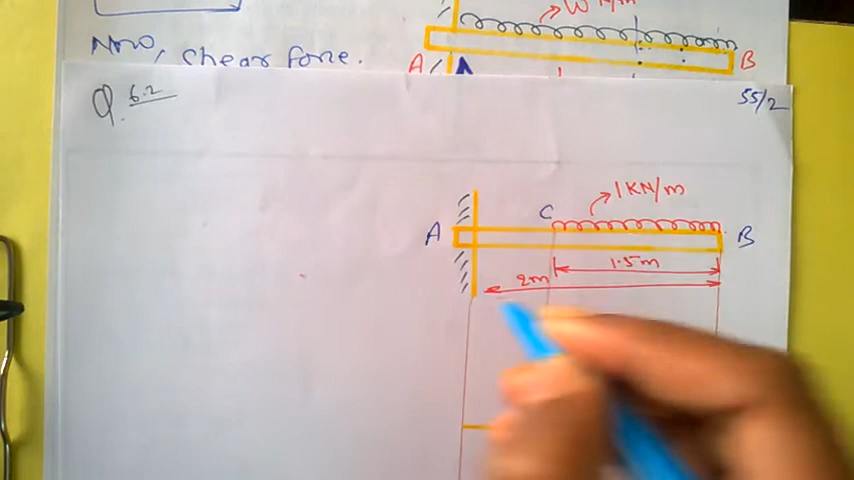 W N/m
Now, shear force.
A A B
Q. 6.2
55/2
1 KN/m
C
A B
1.5m
2m